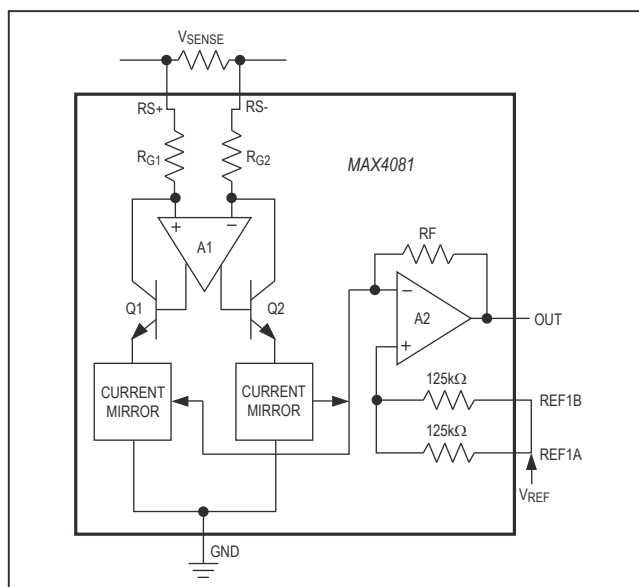 VSENSE
RS+
RS-
RG1
RG2
MAX4081
+
−
A1
RF
Q1
Q2
−
A2
+
OUT
CURRENT
MIRROR
CURRENT
MIRROR
125kΩ
REF1B
125kΩ
REF1A
VREF
GND